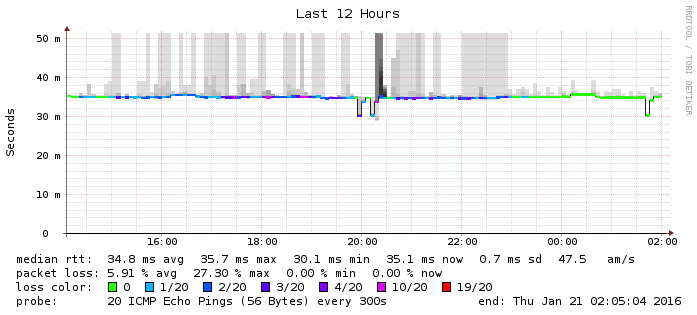 Last 12 Hours
RRDTOOL / TOBI OETIKER
Seconds
50 m
40 m
30 m
20 m
10 m
0
16:00 18:00 20:00 22:00 00:00 02:00
median rtt: 34.8 ms avg 35.7 ms max 30.1 ms min 35.1 ms now 0.7 ms sd 47.5 am/s
packet loss: 5.91 % avg 27.30 % max 0.00 % min 0.00 % now
loss color: 0 1/20 2/20 3/20 4/20 10/20 19/20
probe: 20 ICMP Echo Pings (56 Bytes) every 300s end: Thu Jan 21 02:05:04 2016